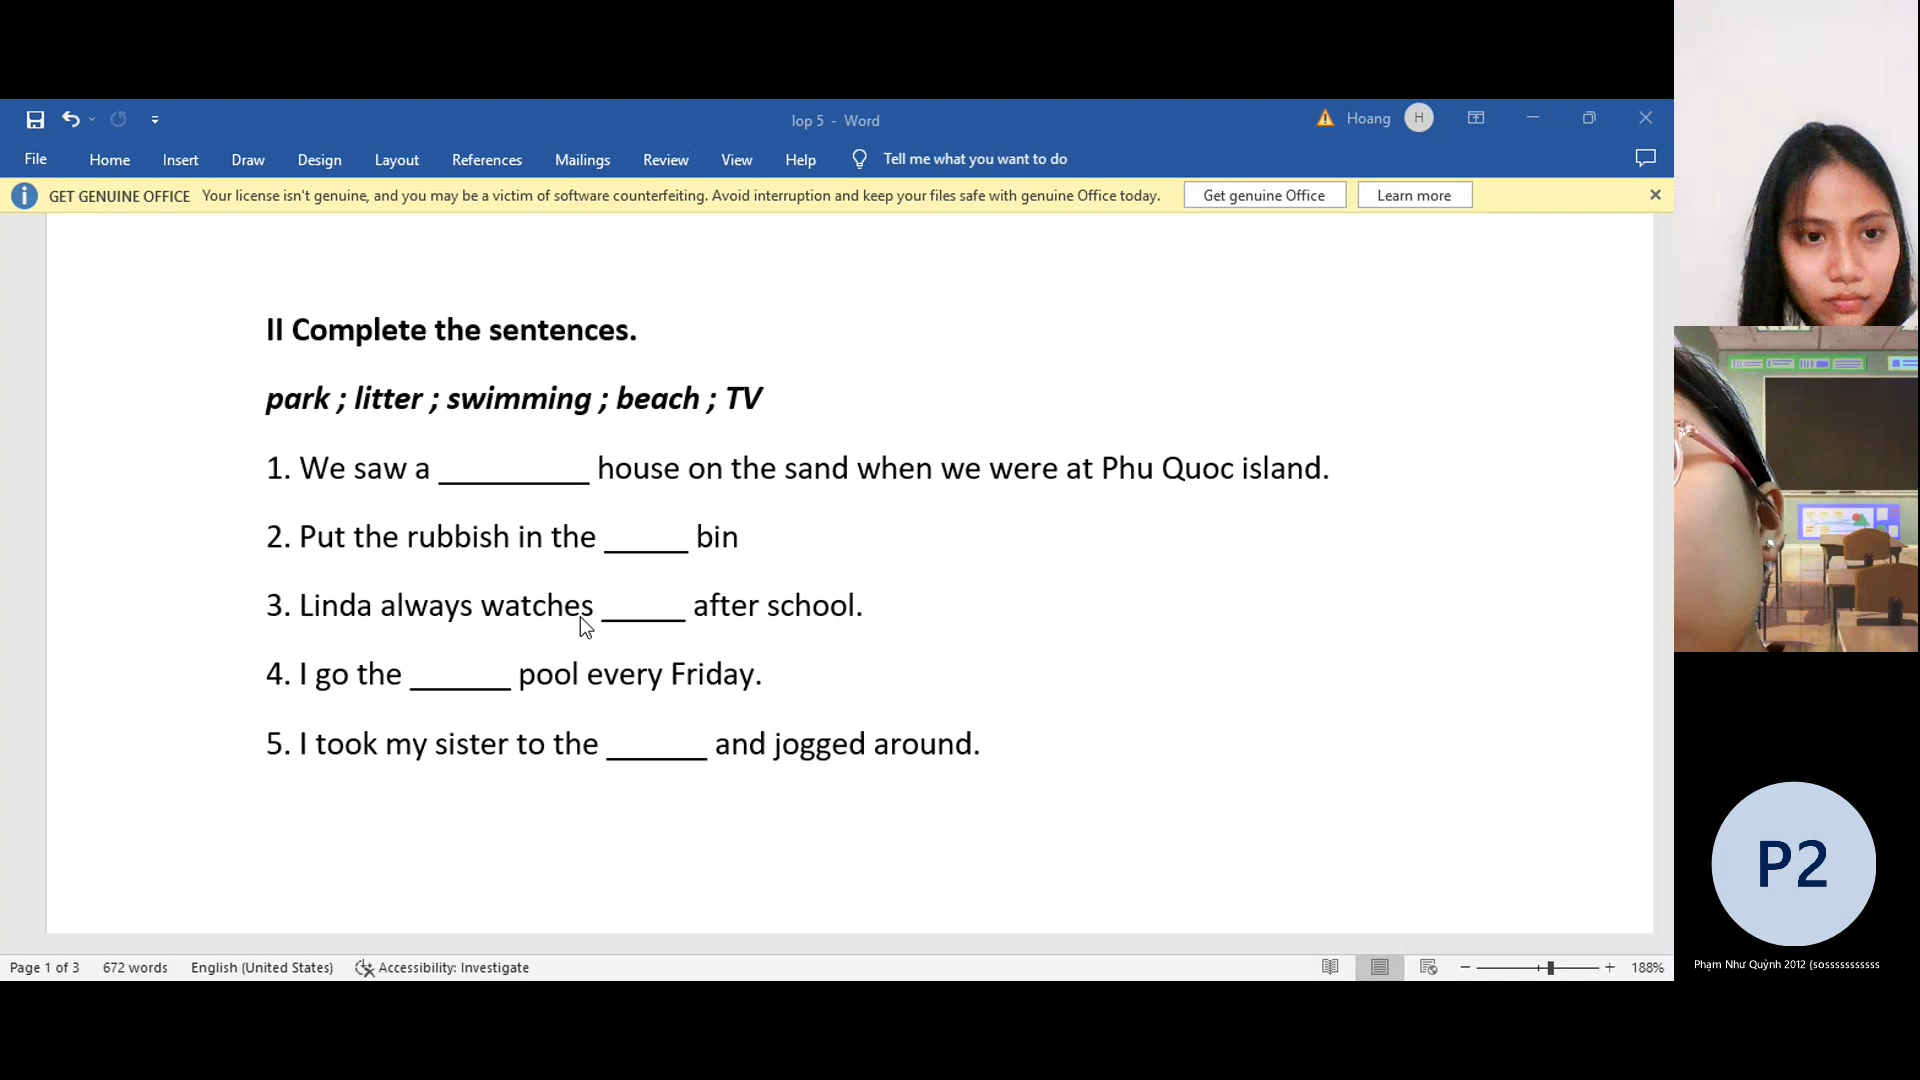 lop 5 - Word
Hoang
H
File Home Insert Draw Design Layout References Mailings Review View Help Tell me what you want to do
GET GENUINE OFFICE Your license isn't genuine, and you may be a victim of software counterfeiting. Avoid interruption and keep your files safe with genuine Office today. Get genuine Office Learn more
II Complete the sentences.
park ; litter ; swimming ; beach ; TV
1. We saw a _________ house on the sand when we were at Phu Quoc island.
2. Put the rubbish in the _____ bin
3. Linda always watches _____ after school.
4. I go the ______ pool every Friday.
5. I took my sister to the ______ and jogged around.
P2
Phạm Như Quỳnh 2012 (sosssssssssss
Page 1 of 3 672 words English (United States) Accessibility: Investigate 188%